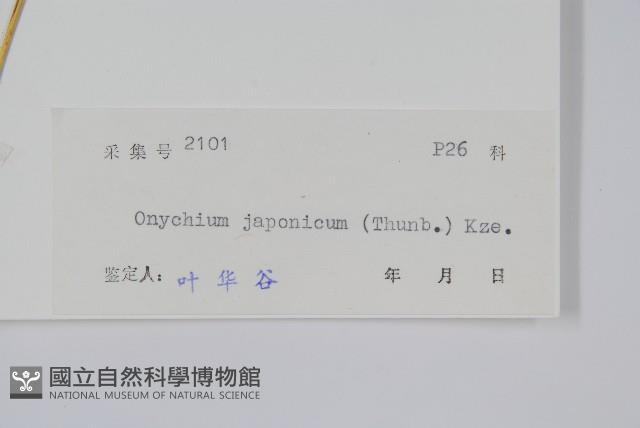 采集号 2101 P26 科
Onychium japonicum (Thunb.) Kze.
鉴定人: 叶华谷 年 月 日
國立自然科學博物館
NATIONAL MUSEUM OF NATURAL SCIENCE